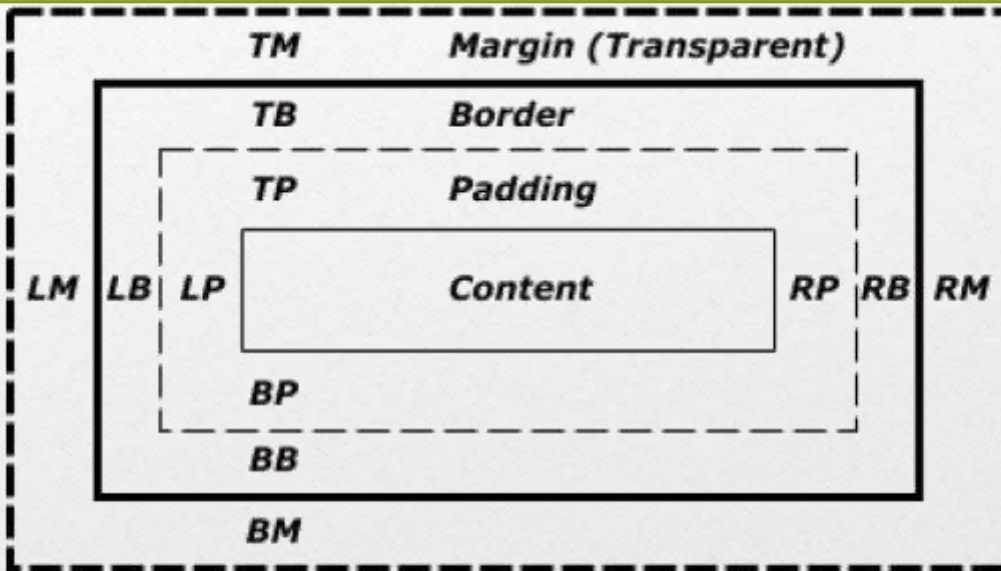 TM Margin (Transparent)
TB Border
TP Padding
LM LB LP Content RP RB RM
BP
BB
BM